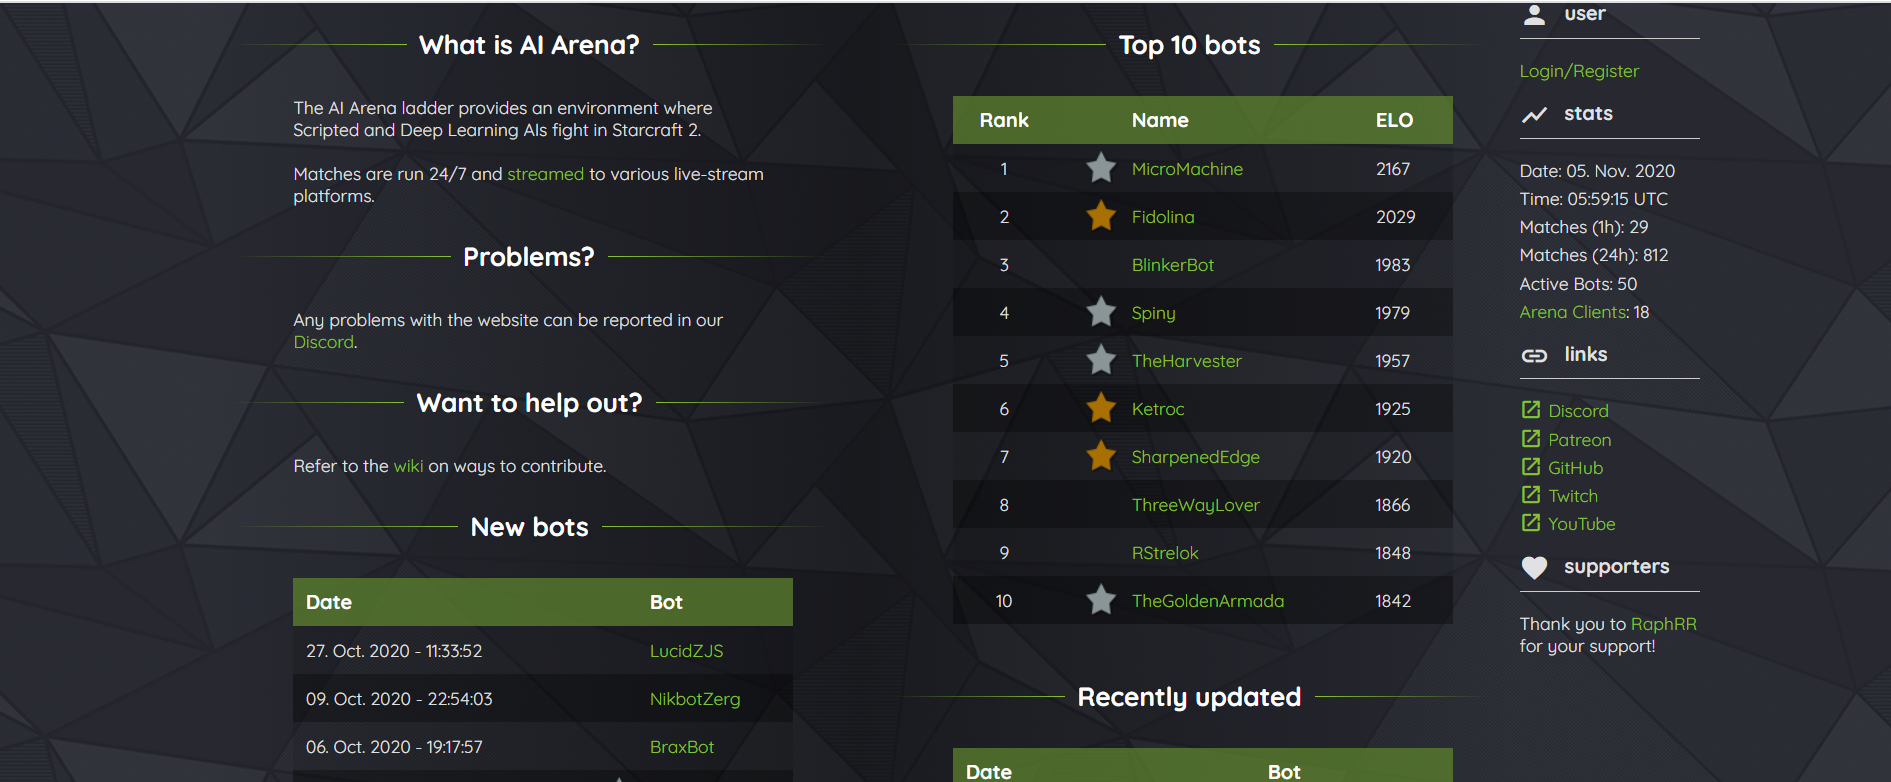 What is AI Arena?
The AI Arena ladder provides an environment where
Scripted and Deep Learning AIs fight in Starcraft 2.
Matches are run 24/7 and streamed to various live-stream
platforms.
Problems?
Any problems with the website can be reported in our
Discord.
Want to help out?
Refer to the wiki on ways to contribute.
New bots
Date Bot
27. Oct. 2020 - 11:33:52 LucidZJS
09. Oct. 2020 - 22:54:03 NikbotZerg
06. Oct. 2020 - 19:17:57 BraxBot
Top 10 bots
Rank Name ELO
1 MicroMachine 2167
2 Fidolina 2029
3 BlinkerBot 1983
4 Spiny 1979
5 TheHarvester 1957
6 Ketroc 1925
7 SharpenedEdge 1920
8 ThreeWayLover 1866
9 RStrelok 1848
10 TheGoldenArmada 1842
Recently updated
Date Bot
user
Login/Register
stats
Date: 05. Nov. 2020
Time: 05:59:15 UTC
Matches (1h): 29
Matches (24h): 812
Active Bots: 50
Arena Clients: 18
links
Discord
Patreon
GitHub
Twitch
YouTube
supporters
Thank you to RaphRR
for your support!